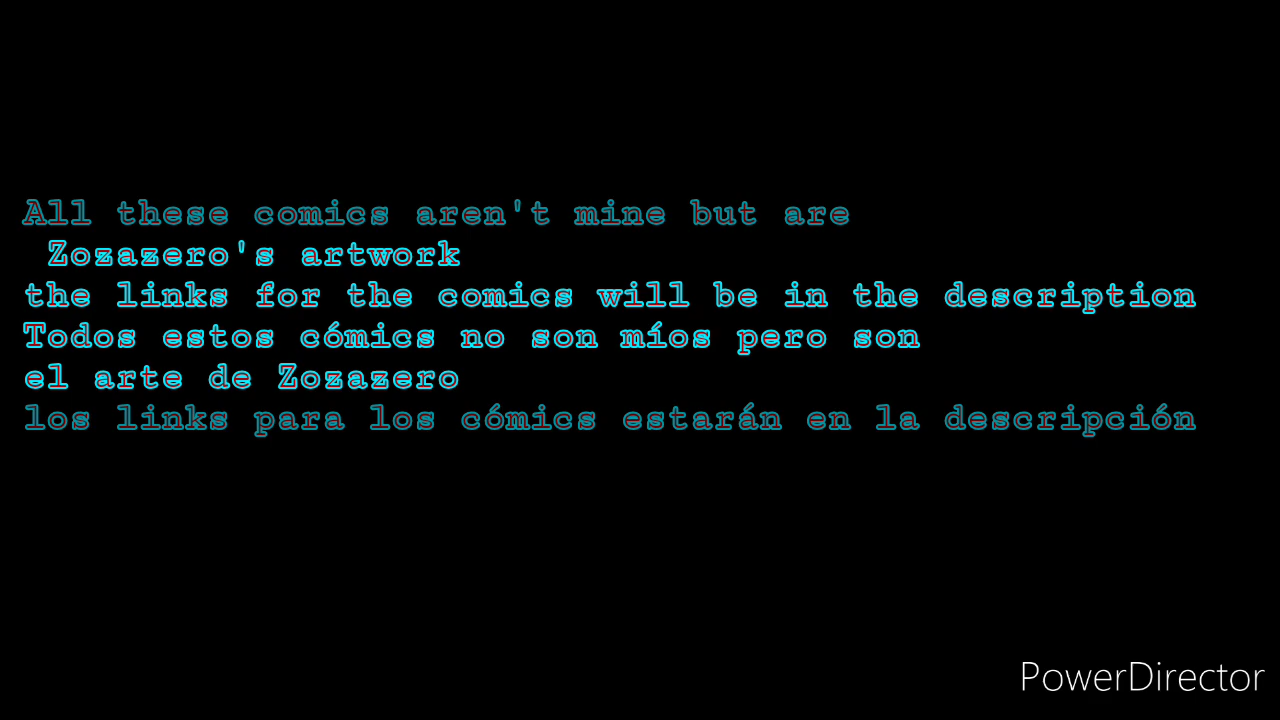 All these comics aren't mine but are
Zozazero's artwork
the links for the comics will be in the description
Todos estos cómics no son míos pero son
el arte de Zozazero
los links para los cómics estarán en la descripción
PowerDirector